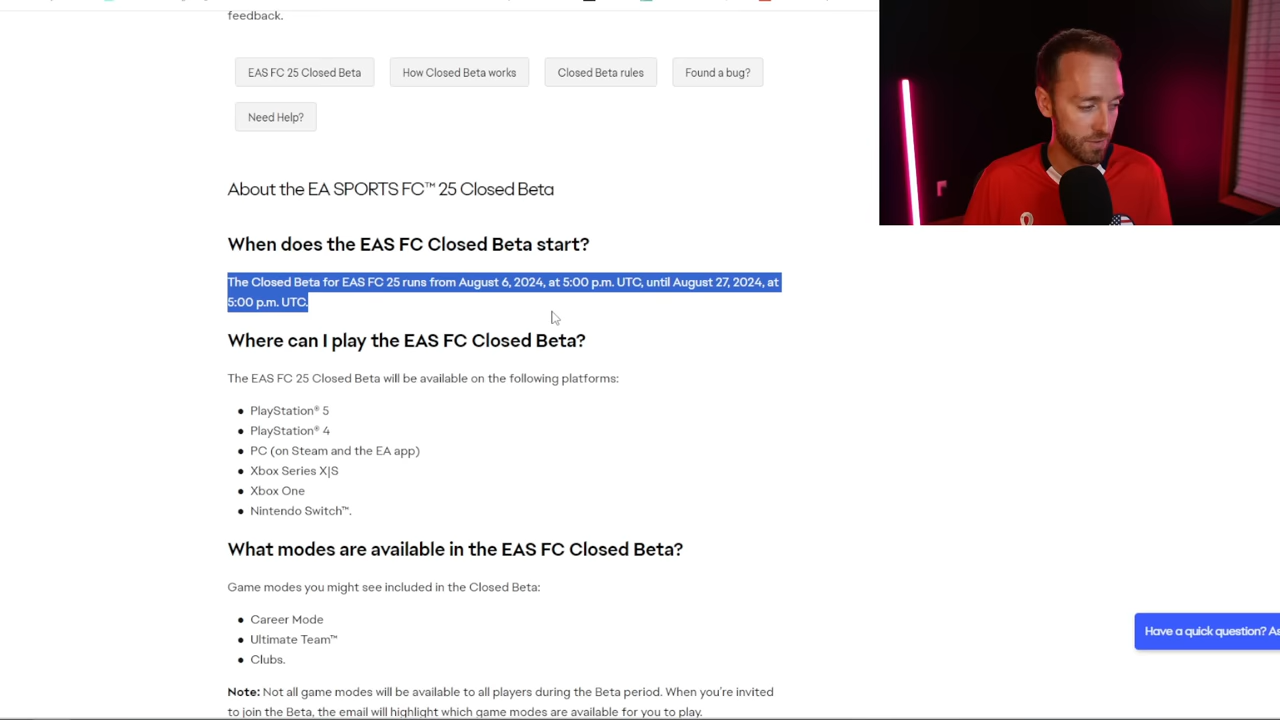 feedback.
EAS FC 25 Closed Beta
How Closed Beta works
Closed Beta rules
Found a bug?
Need Help?
About the EA SPORTS FC™ 25 Closed Beta
When does the EAS FC Closed Beta start?
The Closed Beta for EAS FC 25 runs from August 6, 2024, at 5:00 p.m. UTC, until August 27, 2024, at
5:00 p.m. UTC.
Where can I play the EAS FC Closed Beta?
The EAS FC 25 Closed Beta will be available on the following platforms:
● PlayStation® 5
● PlayStation® 4
● PC (on Steam and the EA app)
● Xbox Series X|S
● Xbox One
● Nintendo Switch™.
What modes are available in the EAS FC Closed Beta?
Game modes you might see included in the Closed Beta:
● Career Mode
● Ultimate Team™
● Clubs.
Have a quick question? As
Note: Not all game modes will be available to all players during the Beta period. When you're invited
to join the Beta, the email will highlight which game modes are available for you to play.